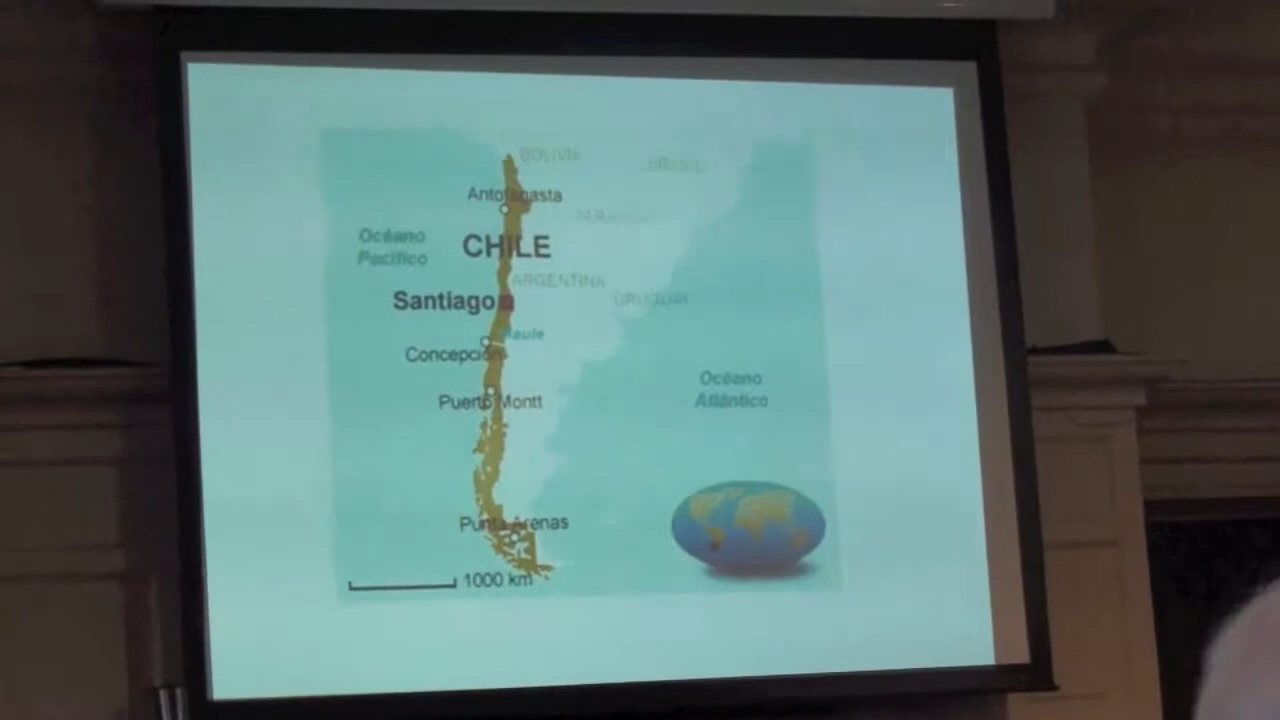 BOLIVIA
BRASIL
Antofagasta
Océano
Pacífico
CHILE
ARGENTINA
URUGUAY
Santiago
Maule
Concepción
Puerto Montt
Océano
Atlántico
Punta Arenas
1000 km